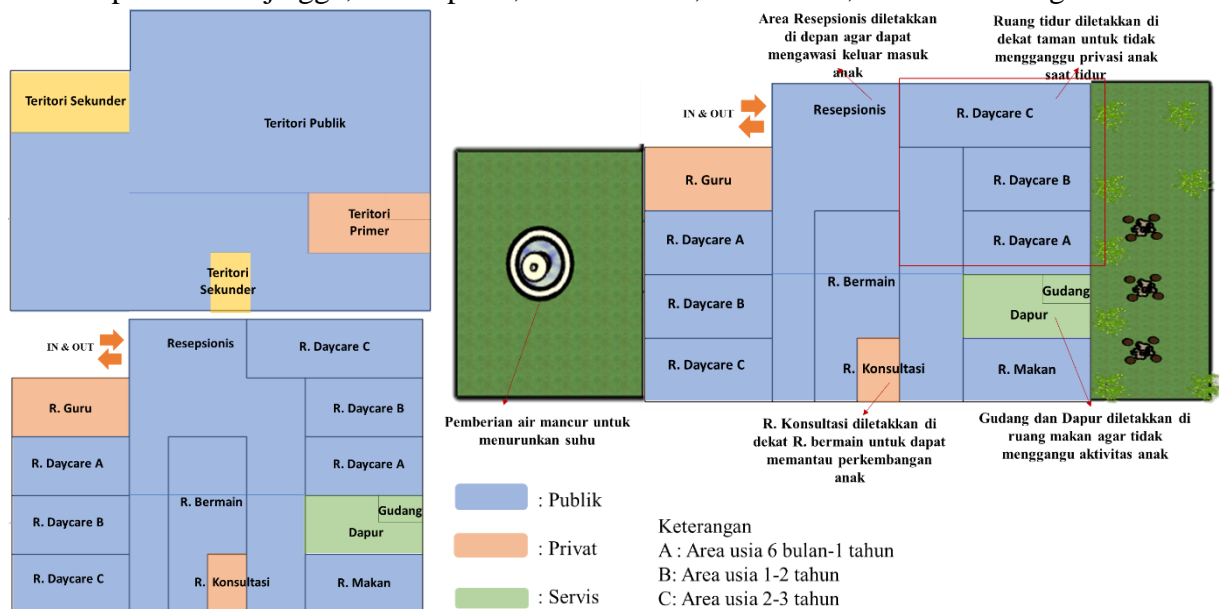 Teritori Sekunder
Teritori Publik
Teritori
Primer
Teritori
Sekunder
IN & OUT
Resepsionis
R. Daycare C
R. Guru
R. Daycare B
R. Daycare A
R. Daycare A
R. Bermain
Gudang
R. Daycare B
Dapur
R. Daycare C
R. Konsultasi
R. Makan
Area Resepsionis diletakkan
di depan agar dapat
mengawasi keluar masuk
anak
Ruang tidur diletakkan di
dekat taman untuk tidak
mengganggu privasi anak
saat tidur
IN & OUT
Resepsionis
R. Daycare C
R. Guru
R. Daycare B
R. Daycare A
R. Daycare A
R. Bermain
Gudang
R. Daycare B
Dapur
R. Daycare C
R. Konsultasi
R. Makan
Pemberian air mancur untuk
menurunkan suhu
R. Konsultasi diletakkan di
dekat R. bermain untuk dapat
memantau perkembangan
anak
Gudang dan Dapur diletakkan di
ruang makan agar tidak
menggangu aktivitas anak
: Publik
: Privat
: Servis
Keterangan
A : Area usia 6 bulan-1 tahun
B: Area usia 1-2 tahun
C: Area usia 2-3 tahun